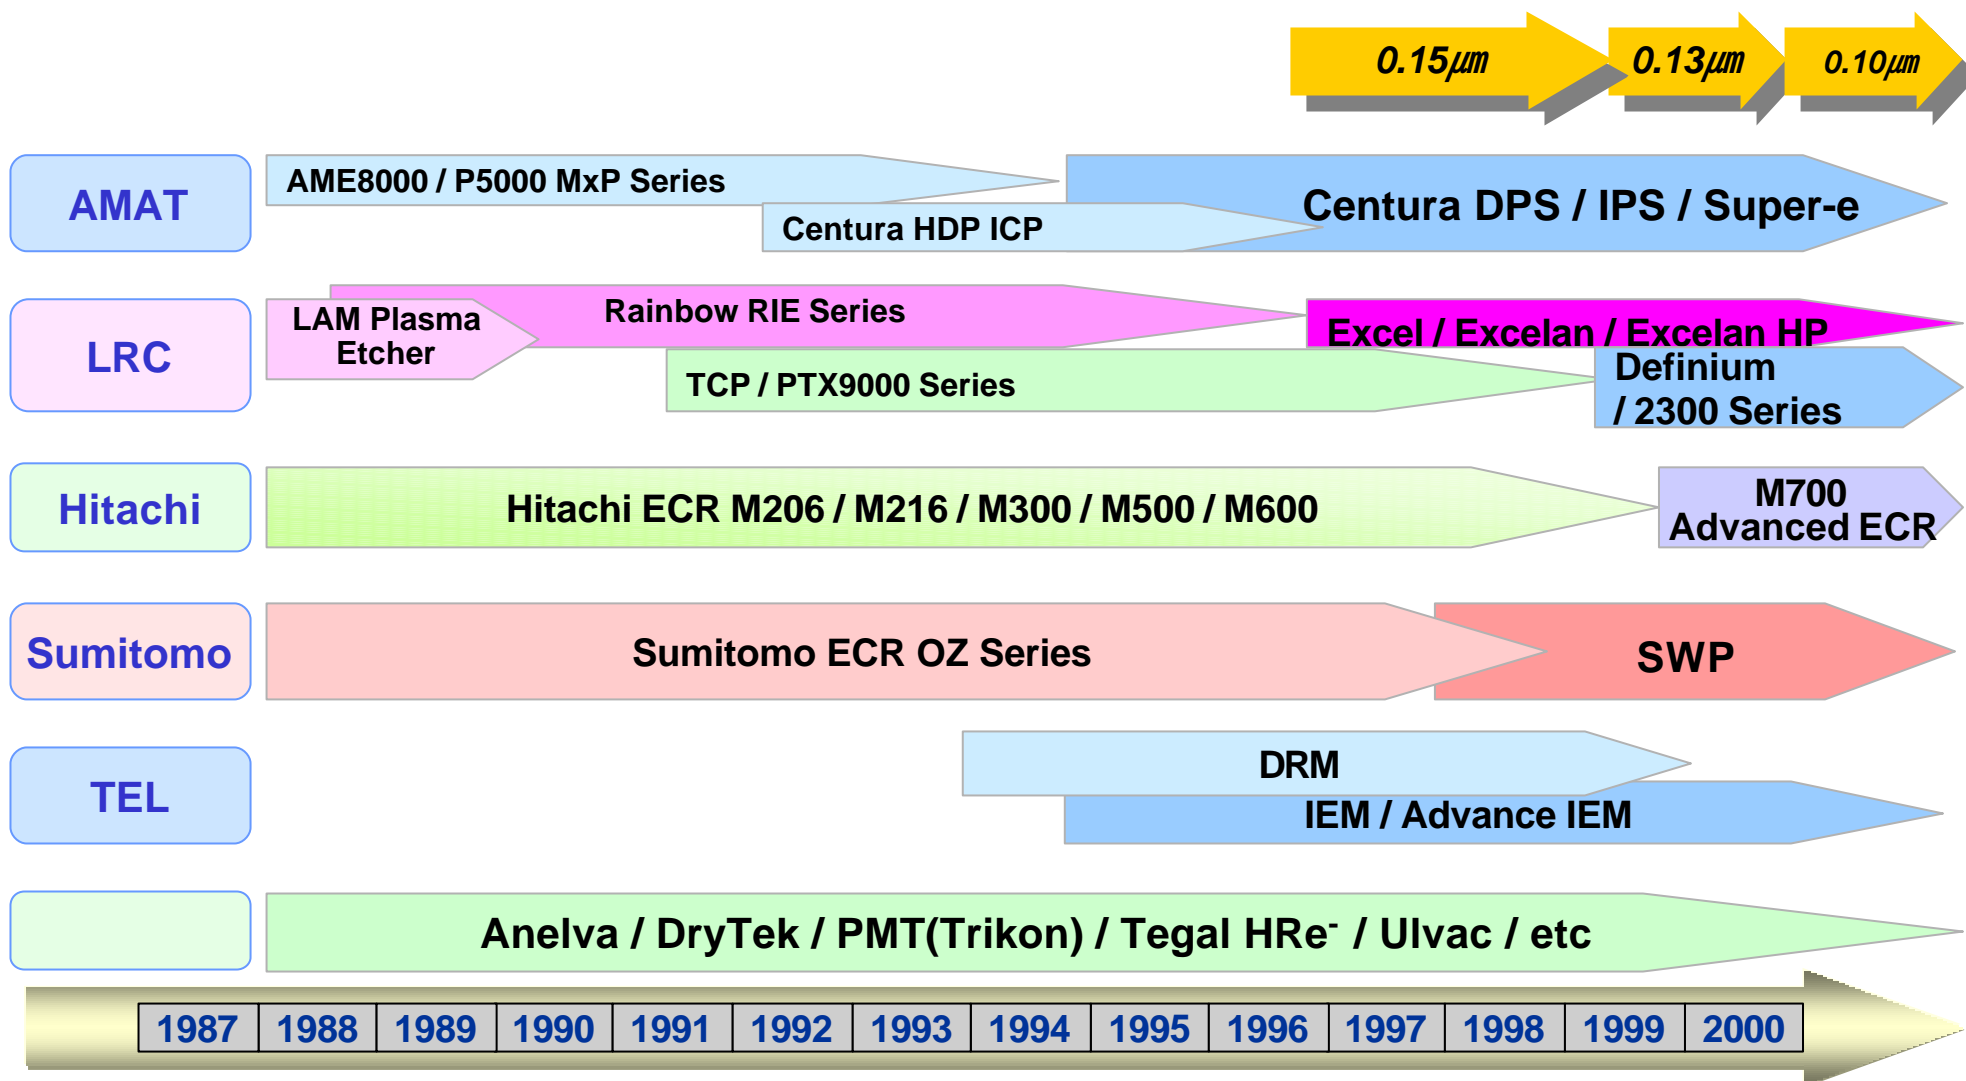 0.15μm
0.13μm
0.10μm
AMAT
AME8000 / P5000 MxP Series
Centura HDP ICP
Centura DPS / IPS / Super-e
LRC
LAM Plasma
Etcher
Rainbow RIE Series
TCP / PTX9000 Series
Excel / Excelan / Excelan HP
Definium
/ 2300 Series
Hitachi
Hitachi ECR M206 / M216 / M300 / M500 / M600
M700
Advanced ECR
Sumitomo
Sumitomo ECR OZ Series
SWP
TEL
DRM
IEM / Advance IEM
Anelva / DryTek / PMT(Trikon) / Tegal HRe⁻ / Ulvac / etc
1987 1988 1989 1990 1991 1992 1993 1994 1995 1996 1997 1998 1999 2000